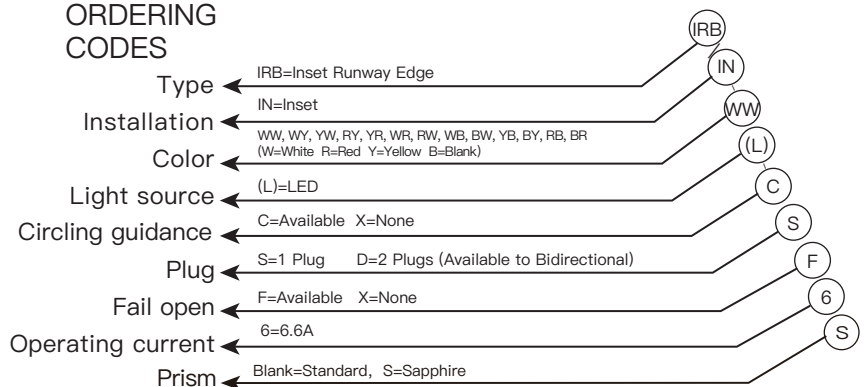 ORDERING
CODES
IRB
Type IRB=Inset Runway Edge
IN
Installation IN=Inset
WW
Color WW, WY, YW, RY, YR, WR, RW, WB, BW, YB, BY, RB, BR
(W=White R=Red Y=Yellow B=Blank)
(L)
Light source (L)=LED
C
Circling guidance C=Available X=None
S
Plug S=1 Plug D=2 Plugs (Available to Bidirectional)
F
Fail open F=Available X=None
6
Operating current 6=6.6A
S
Prism Blank=Standard, S=Sapphire